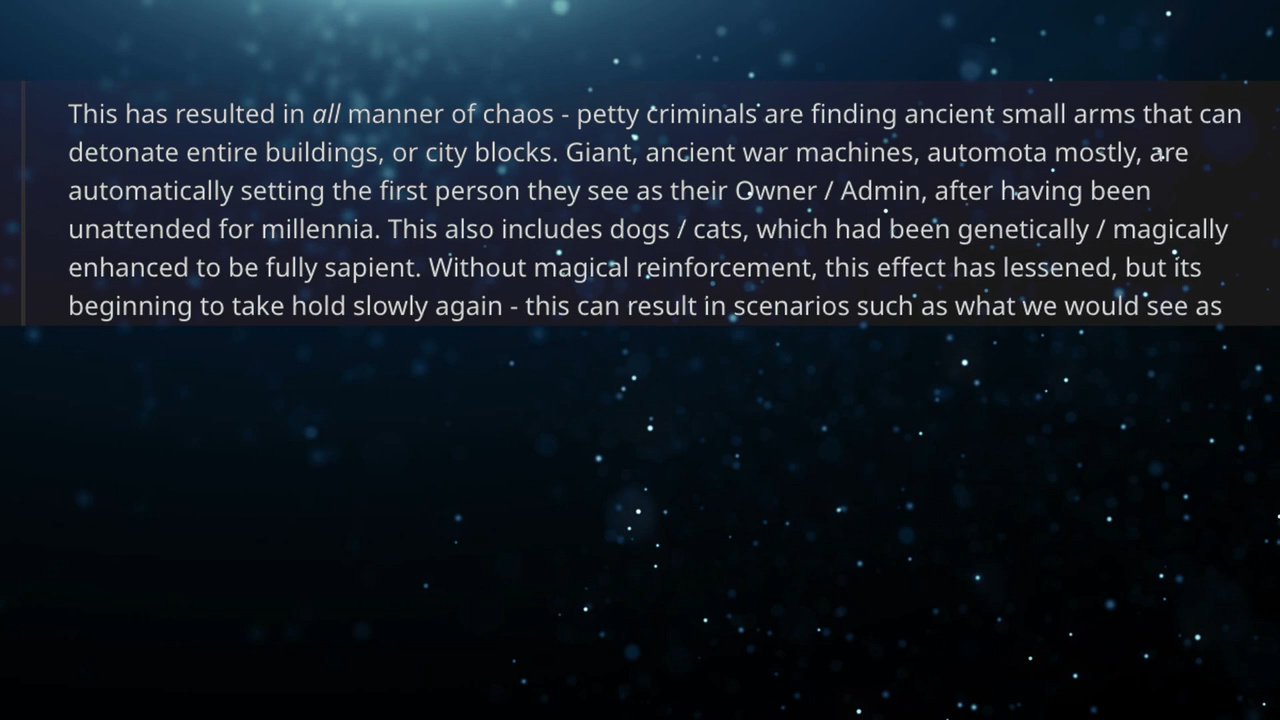 This has resulted in all manner of chaos - petty criminals are finding ancient small arms that can
detonate entire buildings, or city blocks. Giant, ancient war machines, automota mostly, are
automatically setting the first person they see as their Owner / Admin, after having been
unattended for millennia. This also includes dogs / cats, which had been genetically / magically
enhanced to be fully sapient. Without magical reinforcement, this effect has lessened, but its
beginning to take hold slowly again - this can result in scenarios such as what we would see as